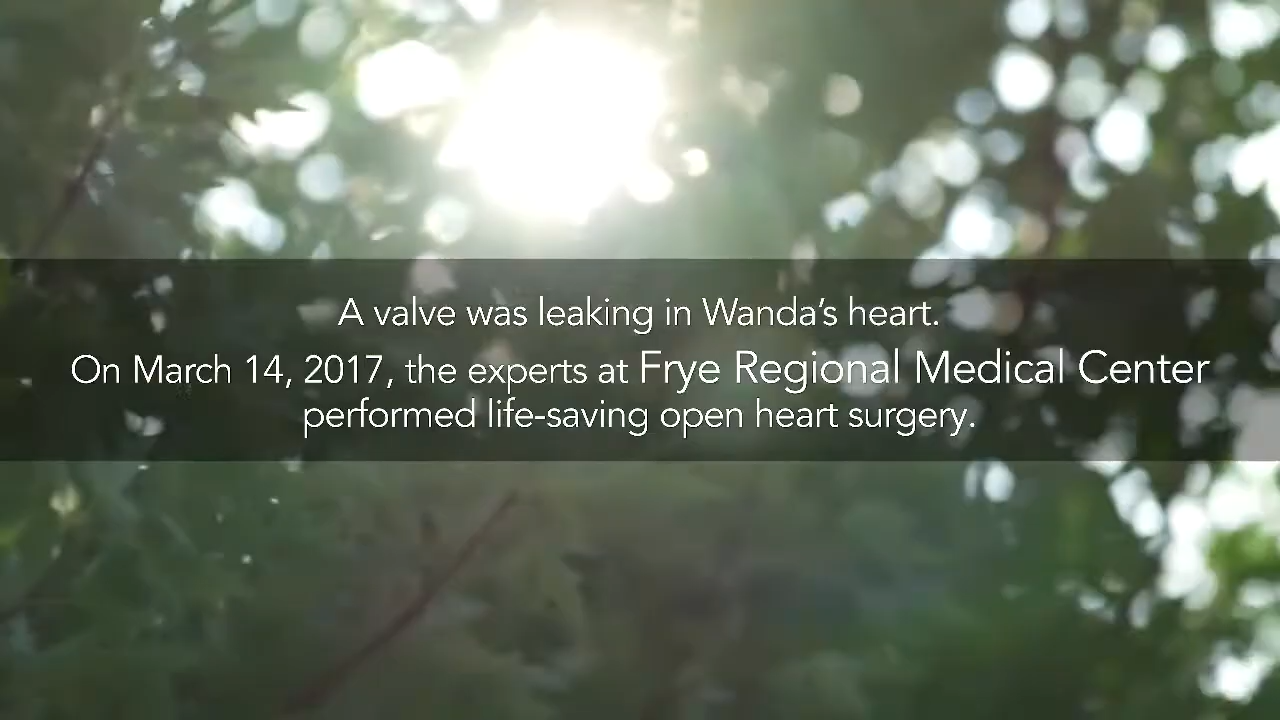 A valve was leaking in Wanda's heart.
On March 14, 2017, the experts at Frye Regional Medical Center
performed life-saving open heart surgery.